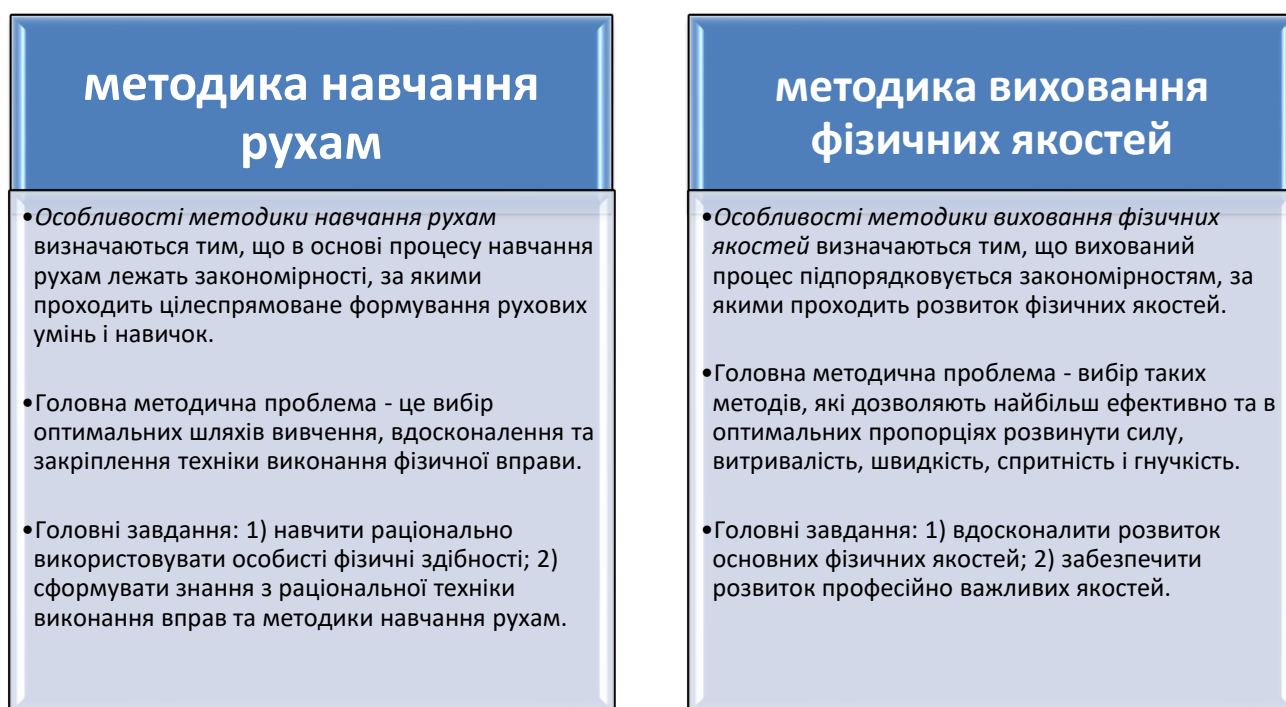 методика навчання
рухам
•Особливості методики навчання рухам
визначаються тим, що в основі процесу навчання
рухам лежать закономірності, за якими
проходить цілеспрямоване формування рухових
умінь і навичок.
•Головна методична проблема - це вибір
оптимальних шляхів вивчення, вдосконалення та
закріплення техніки виконання фізичної вправи.
•Головні завдання: 1) навчити раціонально
використовувати особисті фізичні здібності; 2)
сформувати знання з раціональної техніки
виконання вправ та методики навчання рухам.
методика виховання
фізичних якостей
•Особливості методики виховання фізичних
якостей визначаються тим, що вихований
процес підпорядковується закономірностям, за
якими проходить розвиток фізичних якостей.
•Головна методична проблема - вибір таких
методів, які дозволяють найбільш ефективно та в
оптимальних пропорціях розвинути силу,
витривалість, швидкість, спритність і гнучкість.
•Головні завдання: 1) вдосконалити розвиток
основних фізичних якостей; 2) забезпечити
розвиток професійно важливих якостей.